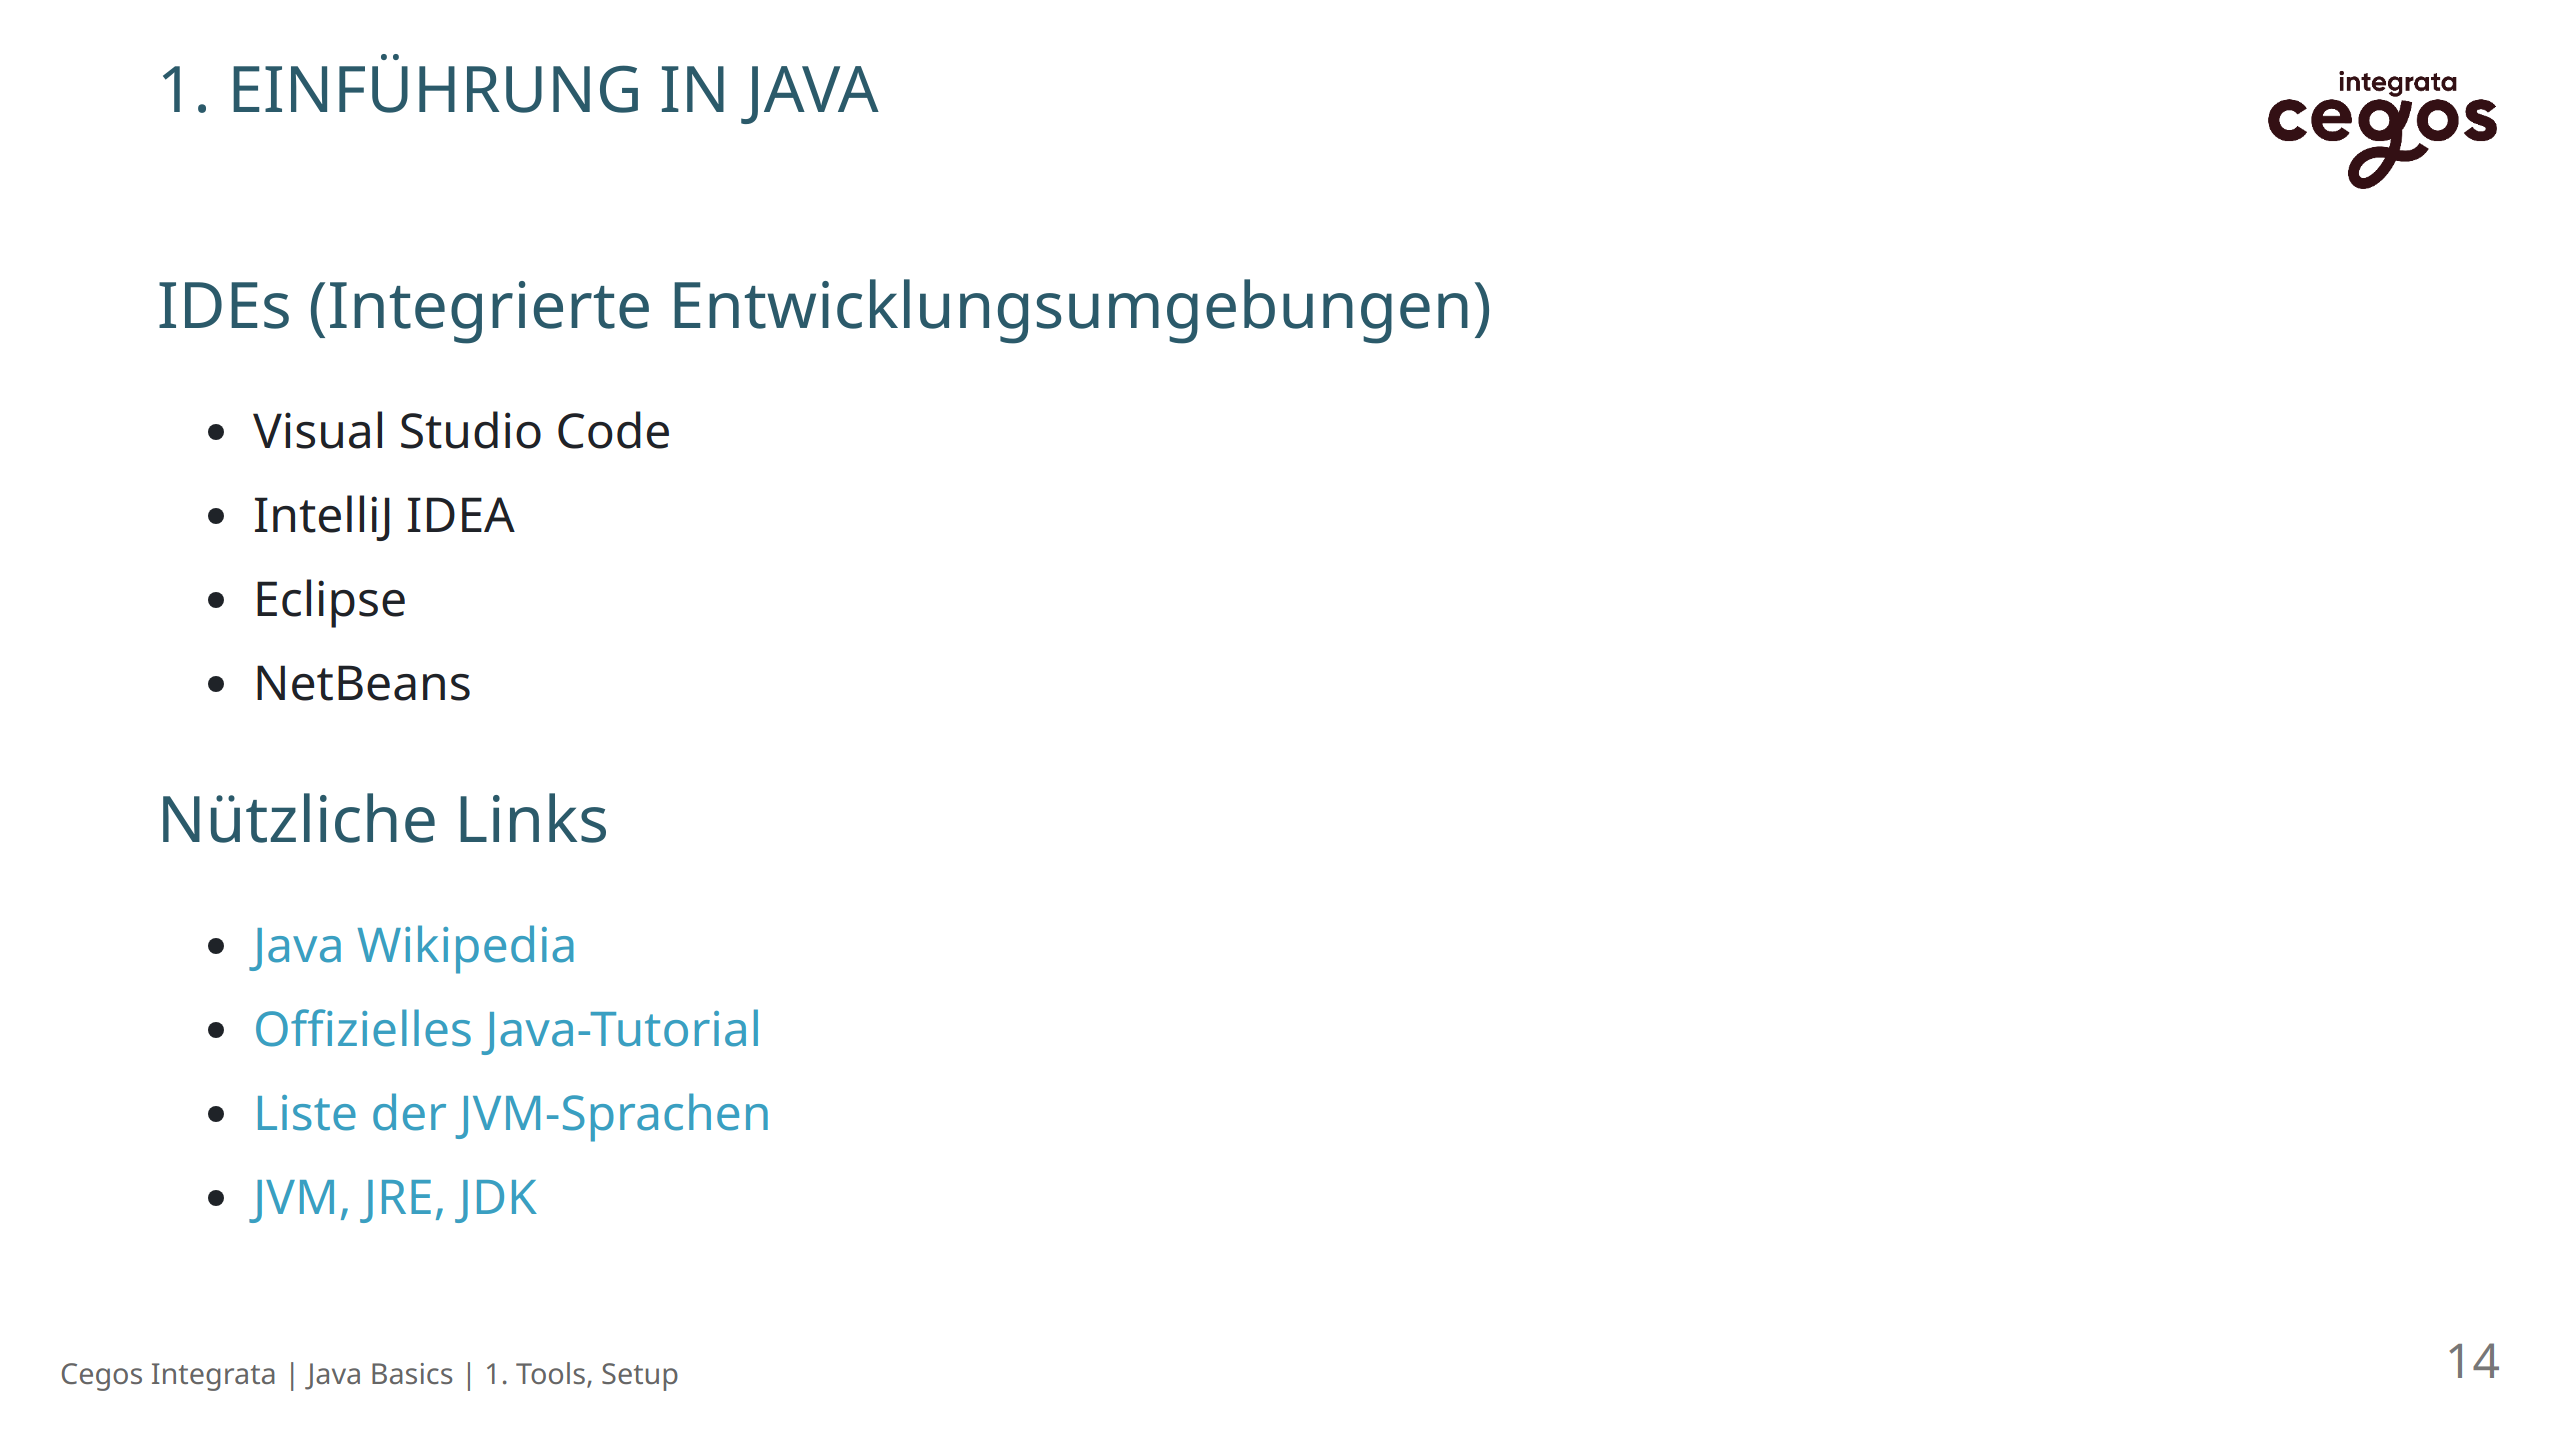 1. EINFÜHRUNG IN JAVA
integrata
cegos
IDEs (Integrierte Entwicklungsumgebungen)
Visual Studio Code
IntelliJ IDEA
Eclipse
NetBeans
Nützliche Links
Java Wikipedia
Offizielles Java-Tutorial
Liste der JVM-Sprachen
JVM, JRE, JDK
Cegos Integrata | Java Basics | 1. Tools, Setup
14